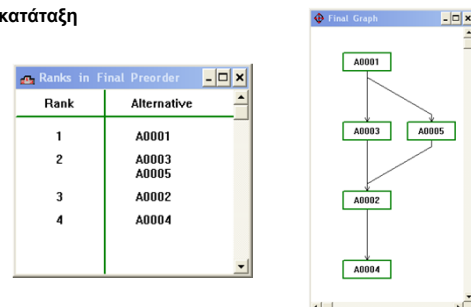 κατάταξη
Ranks in Final Preorder
Rank Alternative
1 A0001
2 A0003
A0005
3 A0002
4 A0004
Final Graph
A0001
A0003 A0005
A0002
A0004